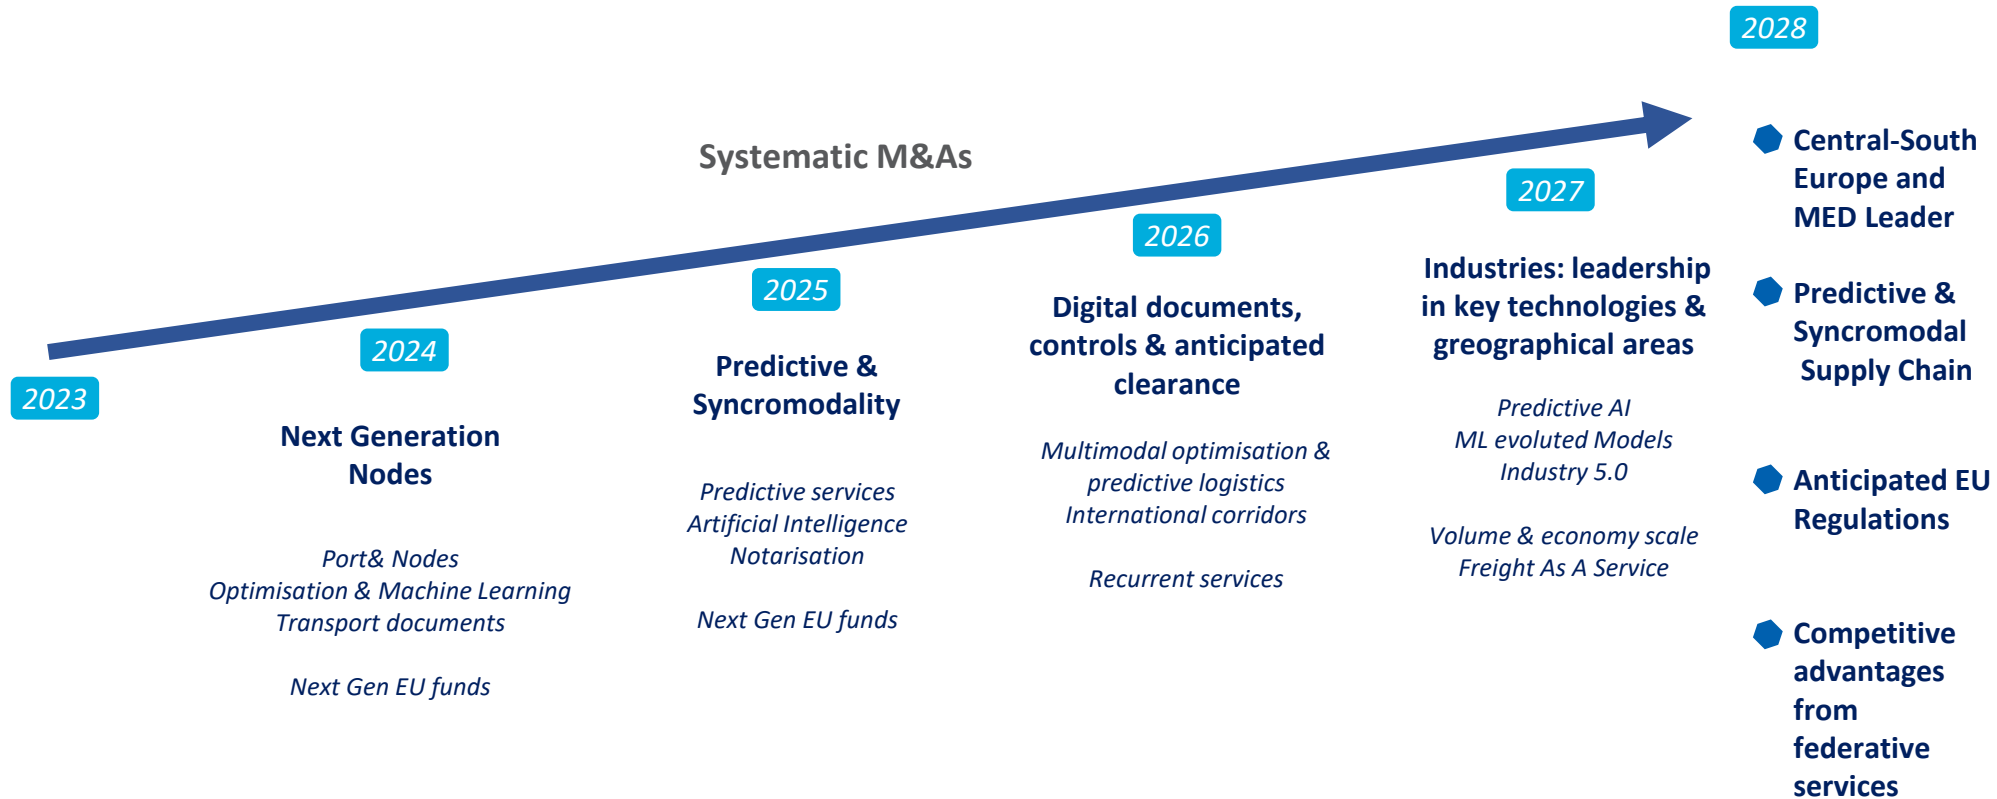 Systematic M&As
2023
2024
Next Generation
Nodes
Port& Nodes
Optimisation & Machine Learning
Transport documents
Next Gen EU funds
2025
Predictive &
Syncromodality
Predictive services
Artificial Intelligence
Notarisation
Next Gen EU funds
2026
Digital documents,
controls & anticipated
clearance
Multimodal optimisation &
predictive logistics
International corridors
Recurrent services
2027
Industries: leadership
in key technologies &
greographical areas
Predictive AI
ML evoluted Models
Industry 5.0
Volume & economy scale
Freight As A Service
2028
Central-South
Europe and
MED Leader
Predictive &
Syncromodal
Supply Chain
Anticipated EU
Regulations
Competitive
advantages
from
federative
services